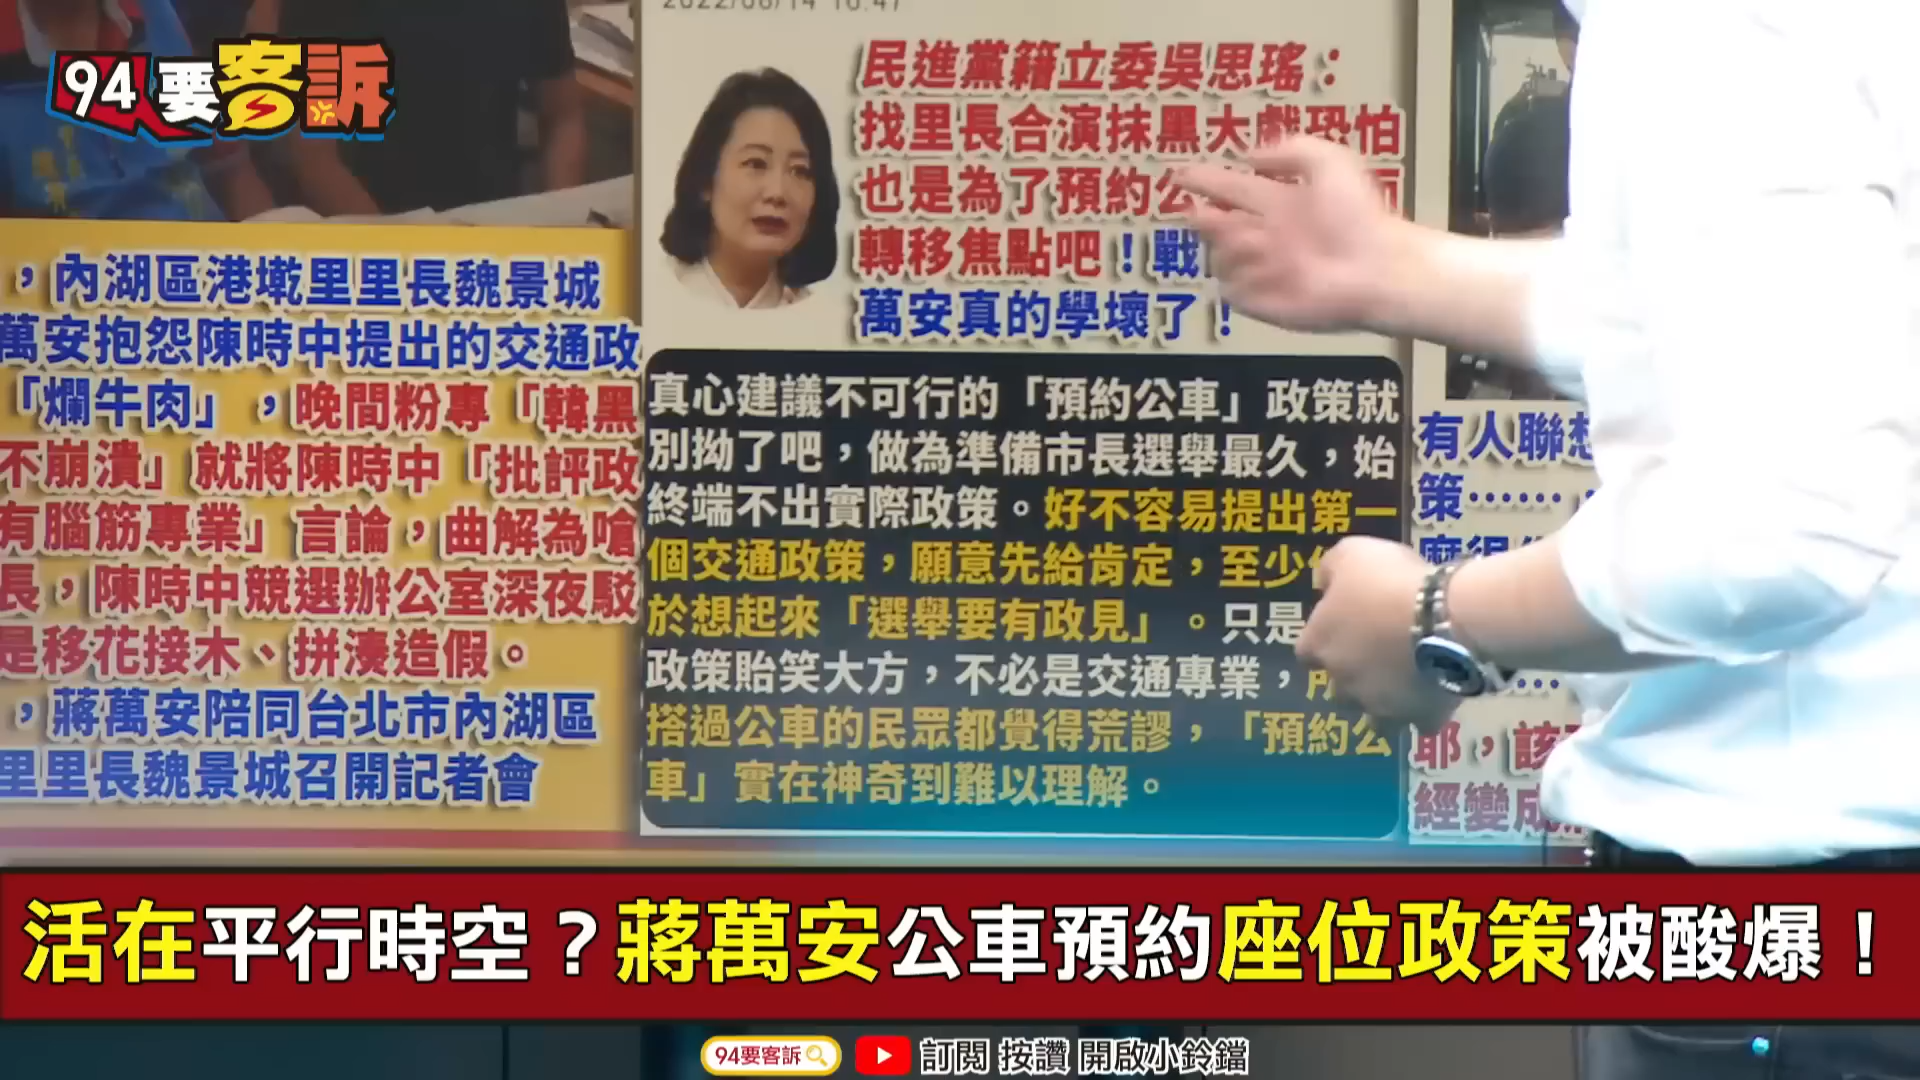 2022/08/14 16:47
94要客訴
民進黨籍立委吳思瑤：
找里長合演抹黑大戲恐怕
也是為了預約公
轉移焦點吧！戰
萬安真的學壞了！
，內湖區港墘里里長魏景城
萬安抱怨陳時中提出的交通政
「爛牛肉」，晚間粉專「韓黑
不崩潰」就將陳時中「批評政
有腦筋專業」言論，曲解為嗆
長，陳時中競選辦公室深夜駁
是移花接木、拼湊造假。
，蔣萬安陪同台北市內湖區
里里長魏景城召開記者會
真心建議不可行的「預約公車」政策就
別拗了吧，做為準備市長選舉最久，始
終端不出實際政策。好不容易提出第一
個交通政策，願意先給肯定，至少
於想起來「選舉要有政見」。只是
政策貽笑大方，不必是交通專業，
搭過公車的民眾都覺得荒謬，「預約公
車」實在神奇到難以理解。
有人聯想
策……
耶，該
經變成
活在平行時空？蔣萬安公車預約座位政策被酸爆！
94要客訴
訂閱 按讚 開啟小鈴鐺